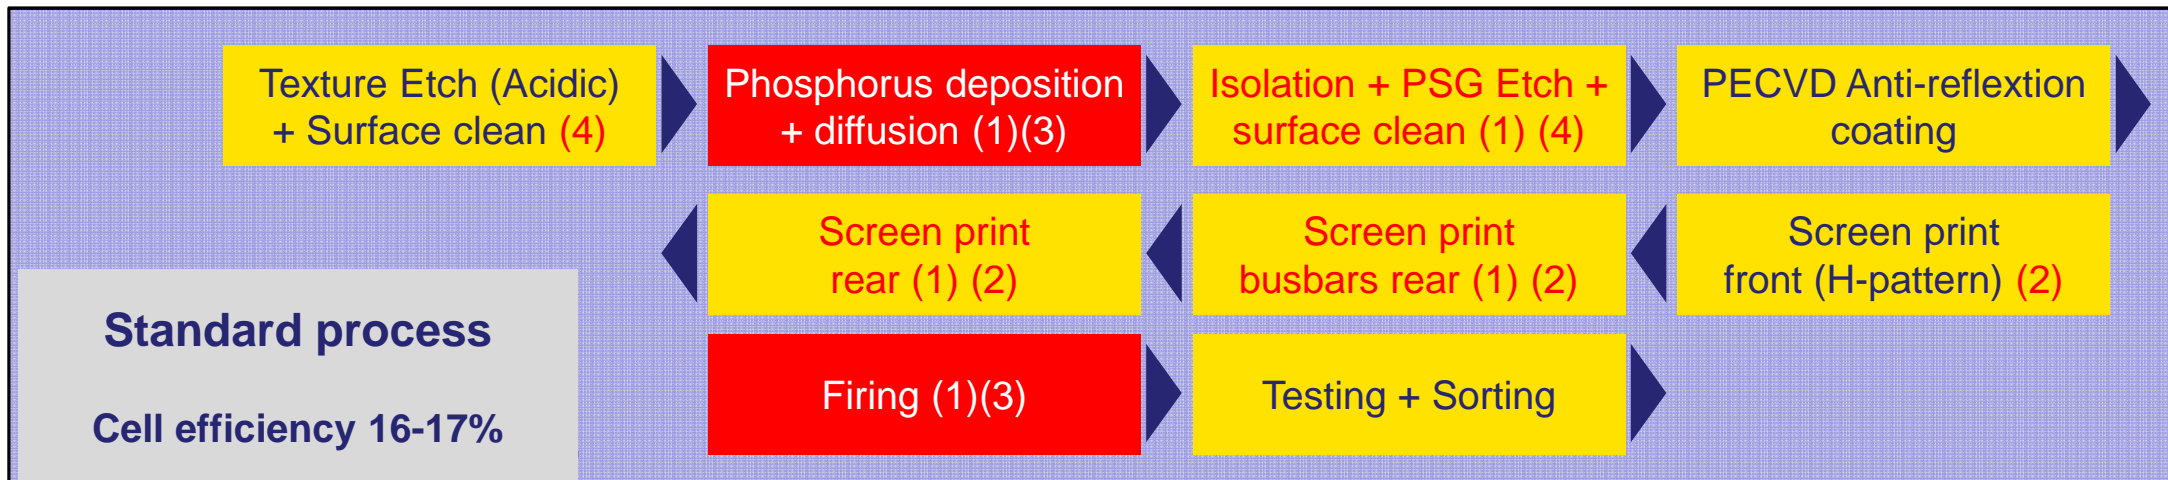 Texture Etch (Acidic)
+ Surface clean (4)
Phosphorus deposition
+ diffusion (1)(3)
Isolation + PSG Etch +
surface clean (1) (4)
PECVD Anti-reflextion
coating
Screen print
rear (1) (2)
Screen print
busbars rear (1) (2)
Screen print
front (H-pattern) (2)
Standard process
Cell efficiency 16-17%
Firing (1)(3)
Testing + Sorting